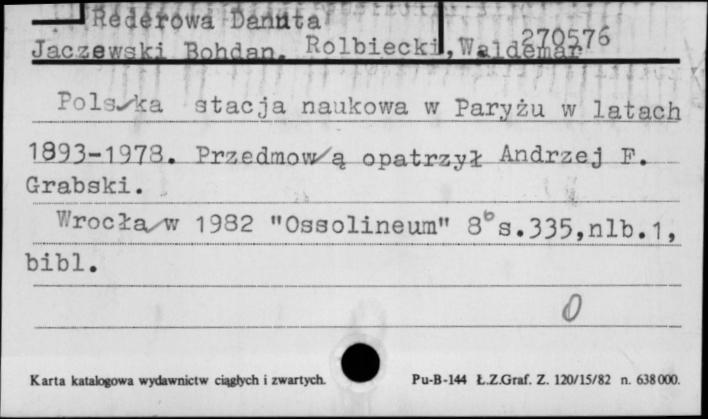 Rederowa Danuta
Jaczewski Bohdan, Rolbiecki, Waldemar 270576
Polska stacja naukowa w Paryżu w latach
1893-1978. Przedmową opatrzył Andrzej F.
Grabski.
Wrocław 1982 "Ossolineum" 8° s.335,nlb.1,
bibl.
0
Karta katalogowa wydawnictw ciągłych i zwartych. Pu-B-144 Ł.Z.Graf. Z. 120/15/82 n. 638 000.